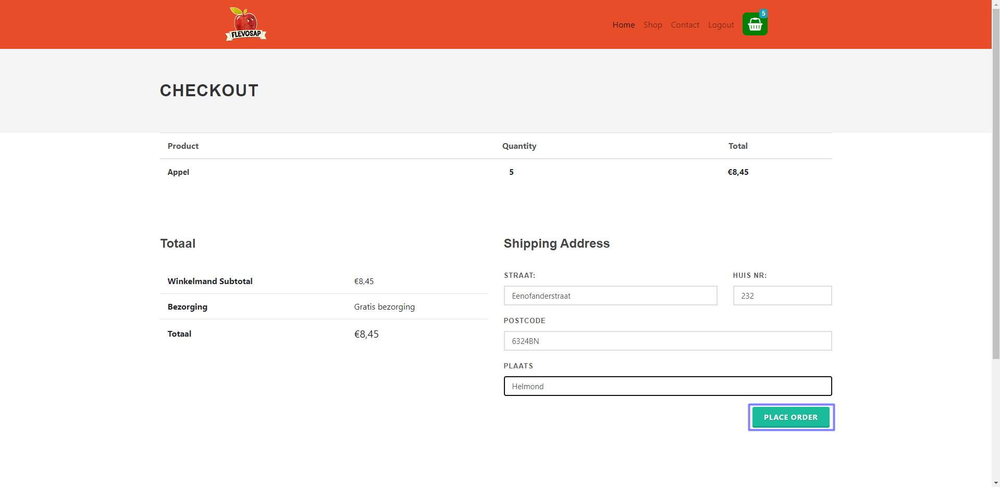 FLEVOSAP
Home Shop Contact Logout 5
CHECKOUT
Product Quantity Total
Appel 5 €8,45
Totaal
Winkelmand Subtotal €8,45
Bezorging Gratis bezorging
Totaal €8,45
Shipping Address
STRAAT: HUIS NR:
Eenofanderstraat 232
POSTCODE
6324BN
PLAATS
Helmond
PLACE ORDER